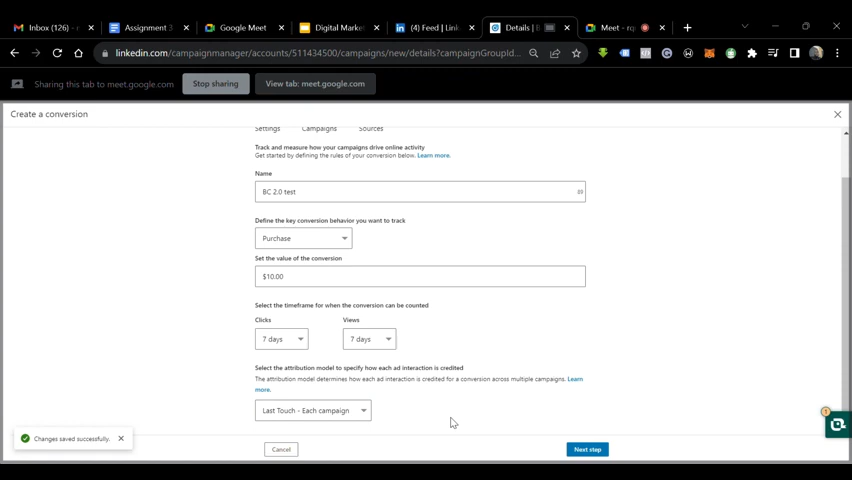 Inbox (120) - n
Assignment 3
Google Meet
Digital Market
(4) Feed | Link
Details | B
Meet - rop
linkedin.com/campaignmanager/accounts/511434500/campaigns/new/details?campaignGroupId...
Sharing this tab to meet.google.com
Stop sharing
View tab: meet.google.com
Create a conversion
Settings
Campaigns
Sources
Track and measure how your campaigns drive online activity
Get started by defining the rules of your conversion below. Learn more.
Name
BC 2.0 test
Define the key conversion behavior you want to track
Purchase
Set the value of the conversion
$10.00
Select the timeframe for when the conversion can be counted
Clicks
Views
7 days
7 days
Select the attribution model to specify how each ad interaction is credited
The attribution model determines how each ad interaction is credited for a conversion across multiple campaigns. Learn
more.
Last Touch - Each campaign
1
Changes saved successfully.
Cancel
Next step